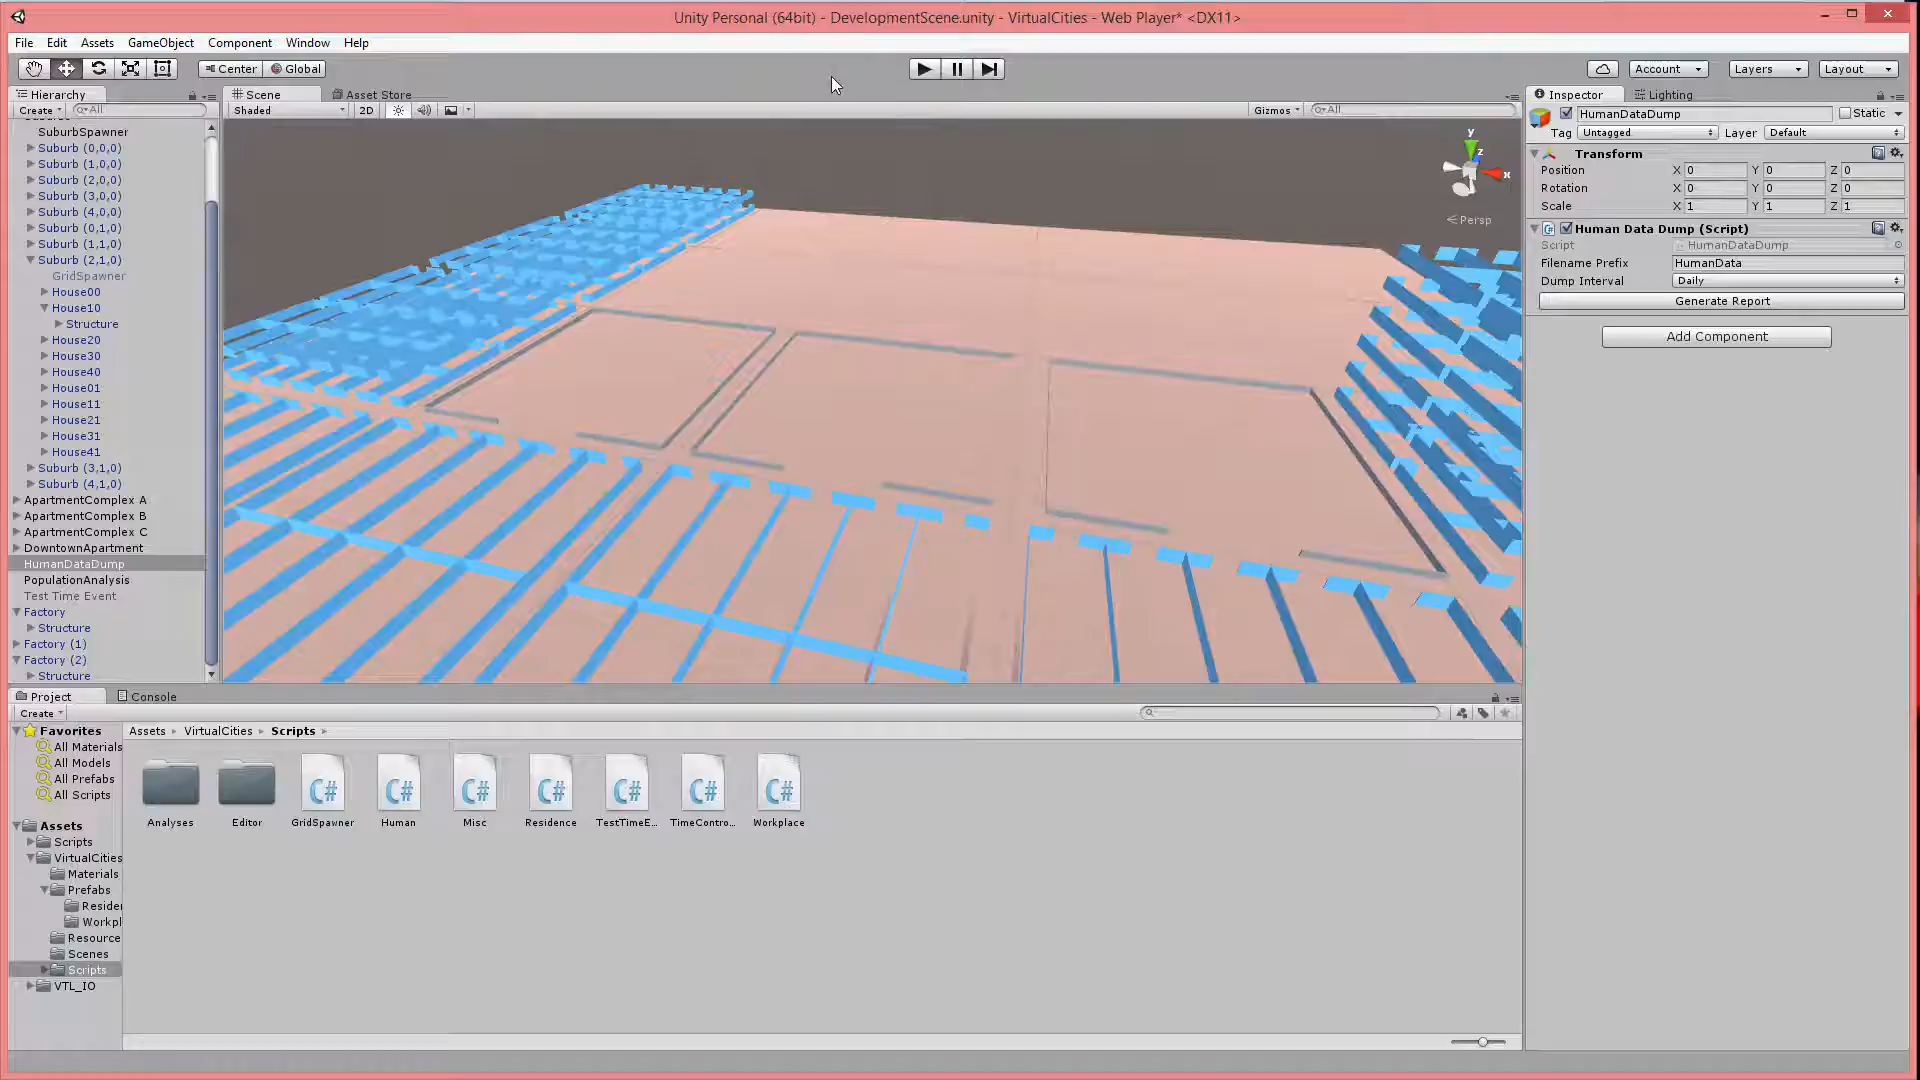 Unity Personal (64bit) - DevelopmentScene.unity - VirtualCities - Web Player* <DX11>
File Edit Assets GameObject Component Window Help
Center Global Account Layers Layout
Hierarchy
Create All
SuburbSpawner
Suburb (0,0,0)
Suburb (1,0,0)
Suburb (2,0,0)
Suburb (3,0,0)
Suburb (4,0,0)
Suburb (0,1,0)
Suburb (1,1,0)
Suburb (2,1,0)
GridSpawner
House00
House10
Structure
House20
House30
House40
House01
House11
House21
House31
House41
Suburb (3,1,0)
Suburb (4,1,0)
ApartmentComplex A
ApartmentComplex B
ApartmentComplex C
DowntownApartment
HumanDataDump
PopulationAnalysis
Test Time Event
Factory
Structure
Factory (1)
Factory (2)
Structure
Scene Asset Store
Shaded 2D Gizmos All
y
z
x
Persp
Inspector Lighting
HumanDataDump Static
Tag Untagged Layer Default
Transform
Position X 0 Y 0 Z 0
Rotation X 0 Y 0 Z 0
Scale X 1 Y 1 Z 1
Human Data Dump (Script)
Script HumanDataDump
Filename Prefix HumanData
Dump Interval Daily
Generate Report
Add Component
Project Console
Create
Favorites
All Materials
All Models
All Prefabs
All Scripts
Assets
Scripts
VirtualCities
Materials
Prefabs
Resider
Workpl
Resource
Scenes
Scripts
VTL_IO
Assets VirtualCities Scripts
C# C# C# C# C# C# C#
Analyses Editor GridSpawner Human Misc Residence TestTimeE... TimeContro... Workplace